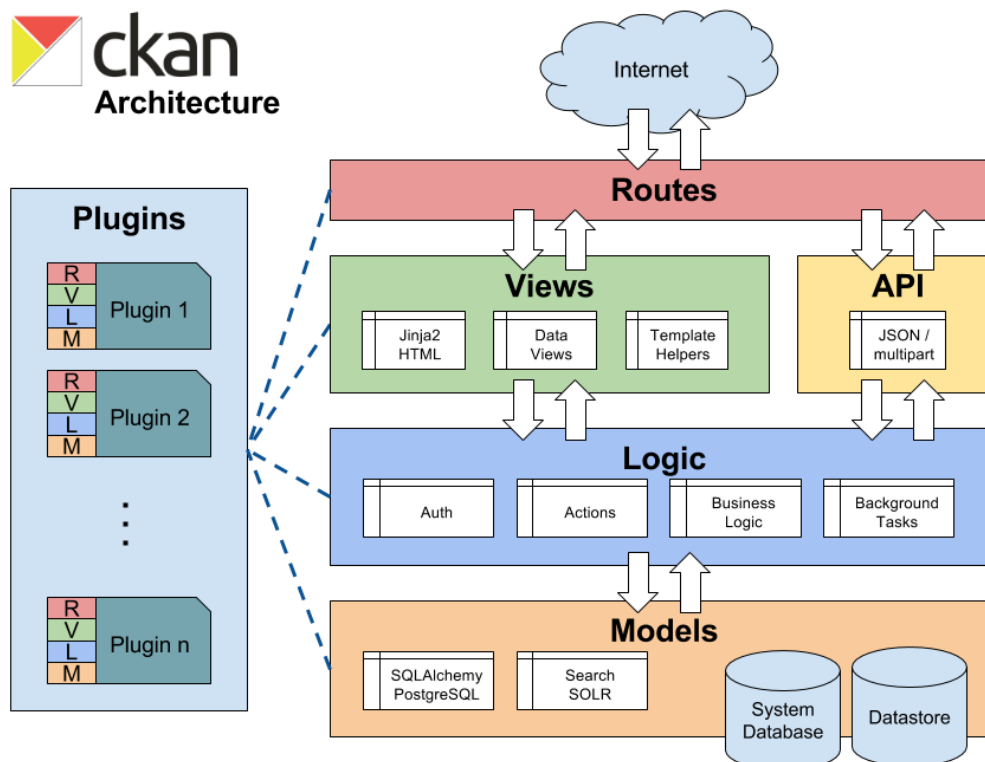 ckan
Architecture
Internet
Routes
Plugins
R
V
L
M
Plugin 1
R
V
L
M
Plugin 2
R
V
L
M
Plugin n
Views
Jinja2
HTML
Data
Views
Template
Helpers
API
JSON /
multipart
Logic
Auth
Actions
Business
Logic
Background
Tasks
Models
SQLAlchemy
PostgreSQL
Search
SOLR
System
Database
Datastore